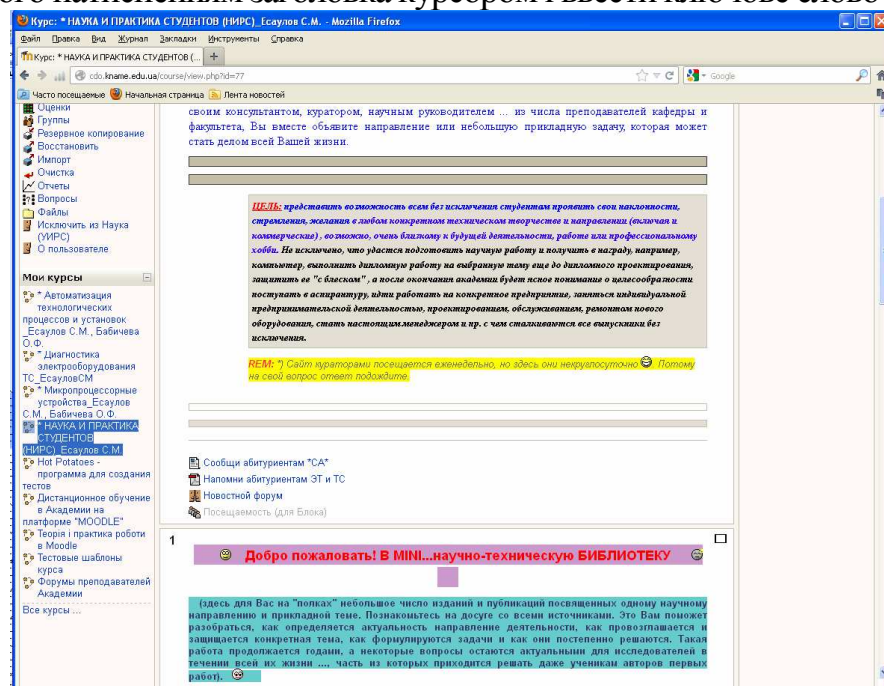 ого натисненням заголовка курсором і ввести ключове слово
Курс: * НАУКА И ПРАКТИКА СТУДЕНТОВ (НИРС)_Есаулов С.М. - Mozilla Firefox
Файл Правка Вид Журнал Закладки Инструменты Справка
Курс: * НАУКА И ПРАКТИКА СТУДЕНТОВ (... +
cdo.kname.edu.ua/course/view.php?id=77
Google
Часто посещаемые Начальная страница Лента новостей
Оценки
Группы
Резервное копирование
Восстановить
Импорт
Очистка
Отчеты
Вопросы
Файлы
Исключить из Наука
(УИРС)
О пользователе
Мои курсы
* Автоматизация
технологических
процессов и установок
_Есаулов С.М., Бабичева
О.Ф.
* Диагностика
электрооборудования
ТС_ЕсауловСМ
* Микропроцессорные
устройства_Есаулов
С.М., Бабичева О.Ф.
* НАУКА И ПРАКТИКА
СТУДЕНТОВ
(НИРС)_Есаулов С.М.
Hot Potatoes -
программа для создания
тестов
Дистанционное обучение
в Академии на
платформе "MOODLE"
Теорія і практика роботи
в Moodle
Тестовые шаблоны
курса
Форумы преподавателей
Академии
Все курсы ...
своим консультантом, куратором, научным руководителем ... из числа преподавателей кафедры и
факультета, Вы вместе объявите направление или небольшую прикладную задачу, которая может
стать делом всей Вашей жизни.
ЦЕЛЬ: представить возможность всем без исключения студентам проявить свои наклонности,
стремления, желания в любом конкретном техническом творчестве и направлении (включая и
коммерческие), возможно, очень близкому к будущей деятельности, работе или профессиональному
хобби. Не исключено, что удастся подготовить научную работу и получить в награду, например,
компьютер, выполнить дипломную работу на выбранную тему еще до дипломного проектирования,
защитить ее "с блеском" , а после окончания академии будет ясное понимание о целесообразности
поступать в аспирантуру, идти работать на конкретное предприятие, заняться индивидуальной
предпринимательской деятельностью, проектированием, обслуживанием, ремонтом нового
оборудования, стать настоящим менеджером и пр. с чем сталкиваются все выпускники без
исключения.
REM: *) Сайт кураторами посещается еженедельно, но здесь они некруглосуточно . Потому
на свой вопрос ответ подождите.
Сообщи абитуриентам *СА*
Напомни абитуриентам ЭТ и ТС
Новостной форум
Посещаемость (для Блока)
1
Добро пожаловать! В MINI...научно-техническую БИБЛИОТЕКУ
(здесь для Вас на "полках" небольшое число изданий и публикаций посвященных одному научному
направлению и прикладной теме. Познакомьтесь на досуге со всеми источниками. Это Вам поможет
разобраться, как определяется актуальность направление деятельности, как провозглашается и
защищается конкретная тема, как формулируются задачи и как они постепенно решаются. Такая
работа продолжается годами, а некоторые вопросы остаются актуальными для исследователей в
течении всей их жизни ..., часть из которых приходится решать даже ученикам авторов первых
работ).